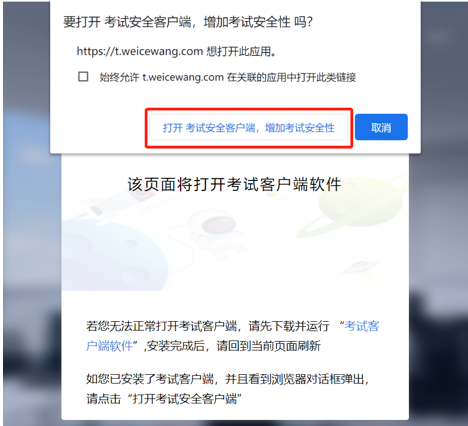 要打开 考试安全客户端，增加考试安全性 吗？
https://t.weicewang.com 想打开此应用。
始终允许 t.weicewang.com 在关联的应用中打开此类链接
打开 考试安全客户端，增加考试安全性
取消
该页面将打开考试客户端软件
若您无法正常打开考试客户端，请先下载并运行 “考试客
户端软件”,安装完成后，请回到当前页面刷新
如您已安装了考试客户端，并且看到浏览器对话框弹出，
请点击“打开考试安全客户端”